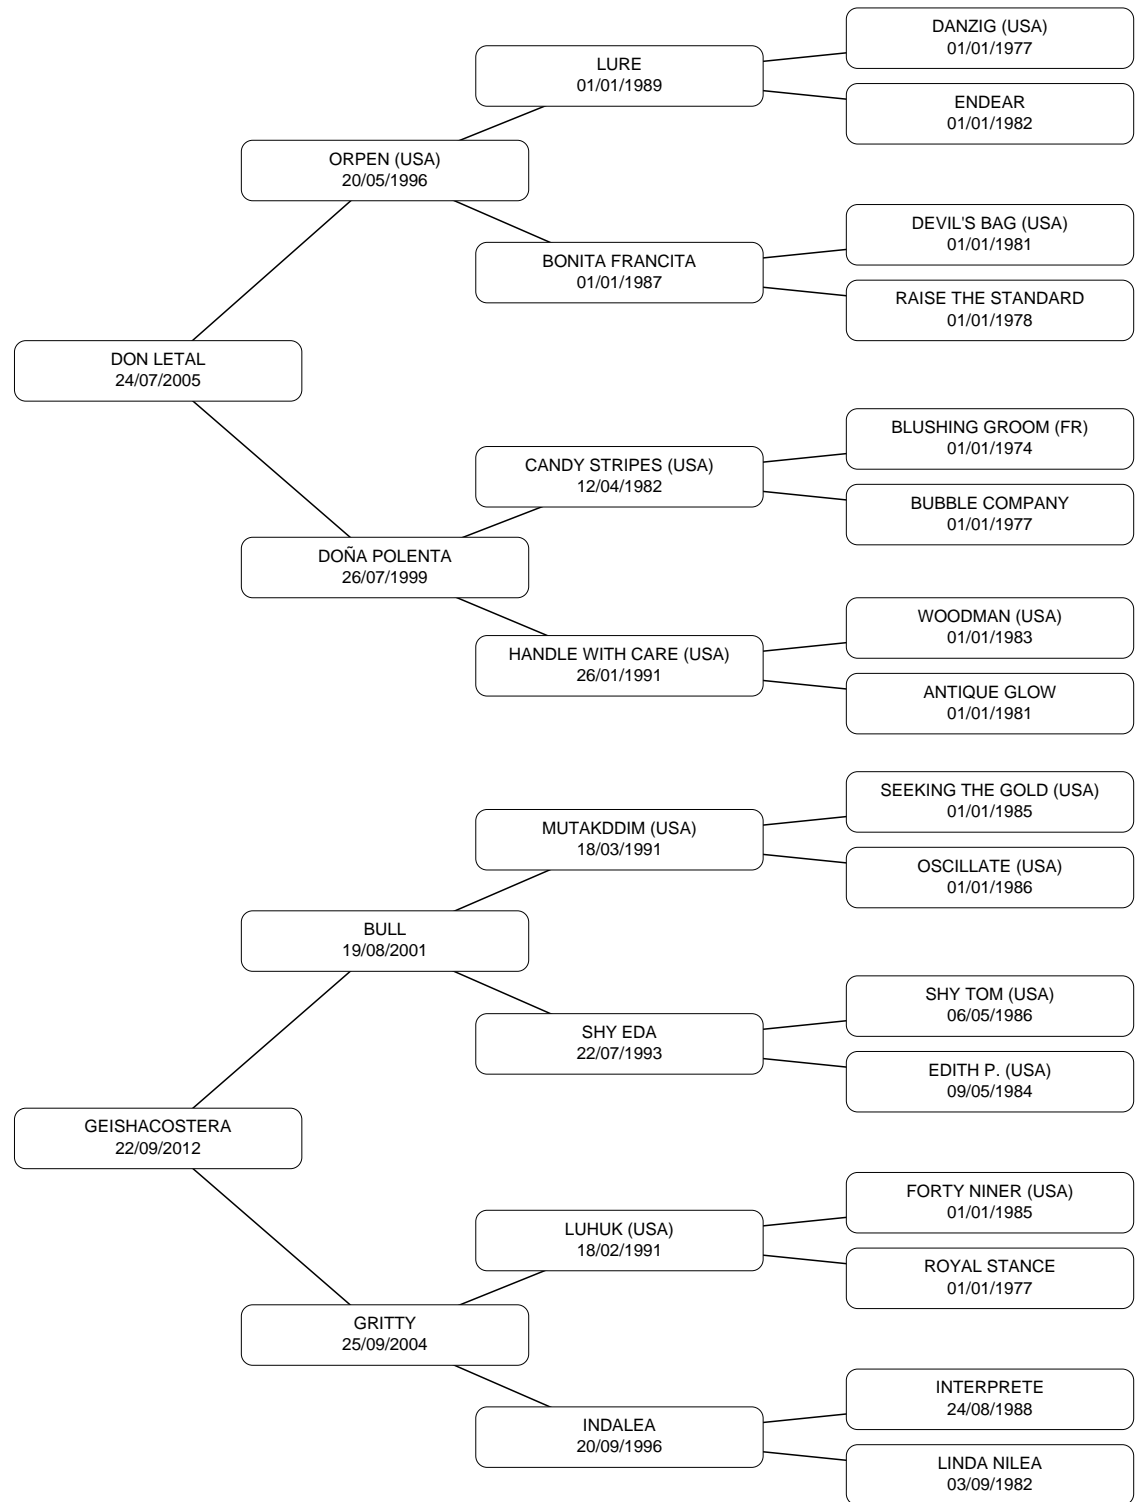 DANZIG (USA)
01/01/1977
LURE
01/01/1989
ENDEAR
01/01/1982
ORPEN (USA)
20/05/1996
DEVIL'S BAG (USA)
01/01/1981
BONITA FRANCITA
01/01/1987
RAISE THE STANDARD
01/01/1978
DON LETAL
24/07/2005
BLUSHING GROOM (FR)
01/01/1974
CANDY STRIPES (USA)
12/04/1982
BUBBLE COMPANY
01/01/1977
DOÑA POLENTA
26/07/1999
WOODMAN (USA)
01/01/1983
HANDLE WITH CARE (USA)
26/01/1991
ANTIQUE GLOW
01/01/1981
SEEKING THE GOLD (USA)
01/01/1985
MUTAKDDIM (USA)
18/03/1991
OSCILLATE (USA)
01/01/1986
BULL
19/08/2001
SHY TOM (USA)
06/05/1986
SHY EDA
22/07/1993
EDITH P. (USA)
09/05/1984
GEISHACOSTERA
22/09/2012
FORTY NINER (USA)
01/01/1985
LUHUK (USA)
18/02/1991
ROYAL STANCE
01/01/1977
GRITTY
25/09/2004
INTERPRETE
24/08/1988
INDALEA
20/09/1996
LINDA NILEA
03/09/1982